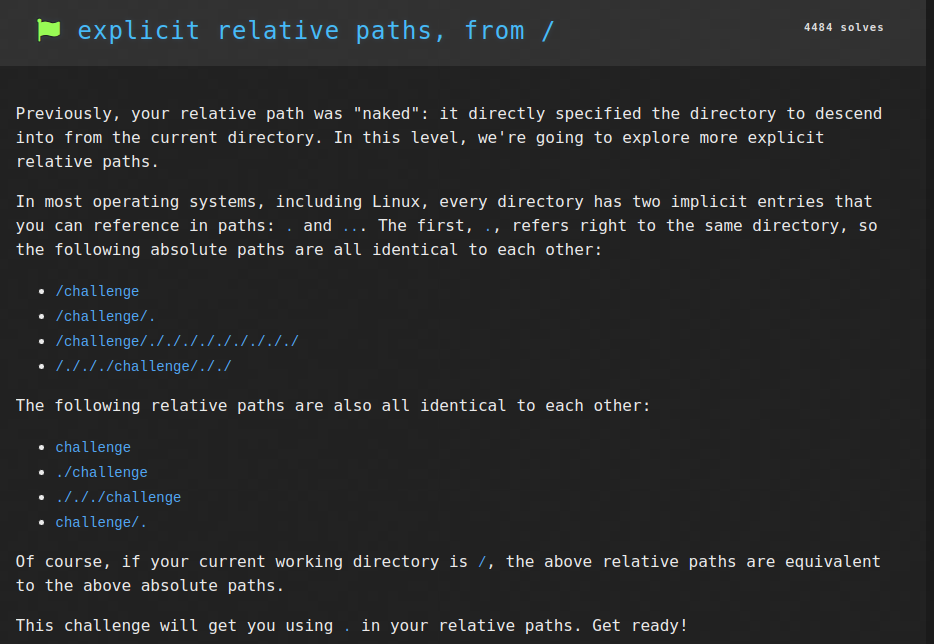 explicit relative paths, from /
4484 solves
Previously, your relative path was "naked": it directly specified the directory to descend
into from the current directory. In this level, we're going to explore more explicit
relative paths.
In most operating systems, including Linux, every directory has two implicit entries that
you can reference in paths: . and ... The first, ., refers right to the same directory, so
the following absolute paths are all identical to each other:
• /challenge
• /challenge/.
• /challenge/./././././././././
• /./././challenge/././
The following relative paths are also all identical to each other:
• challenge
• ./challenge
• ./././challenge
• challenge/.
Of course, if your current working directory is /, the above relative paths are equivalent
to the above absolute paths.
This challenge will get you using . in your relative paths. Get ready!